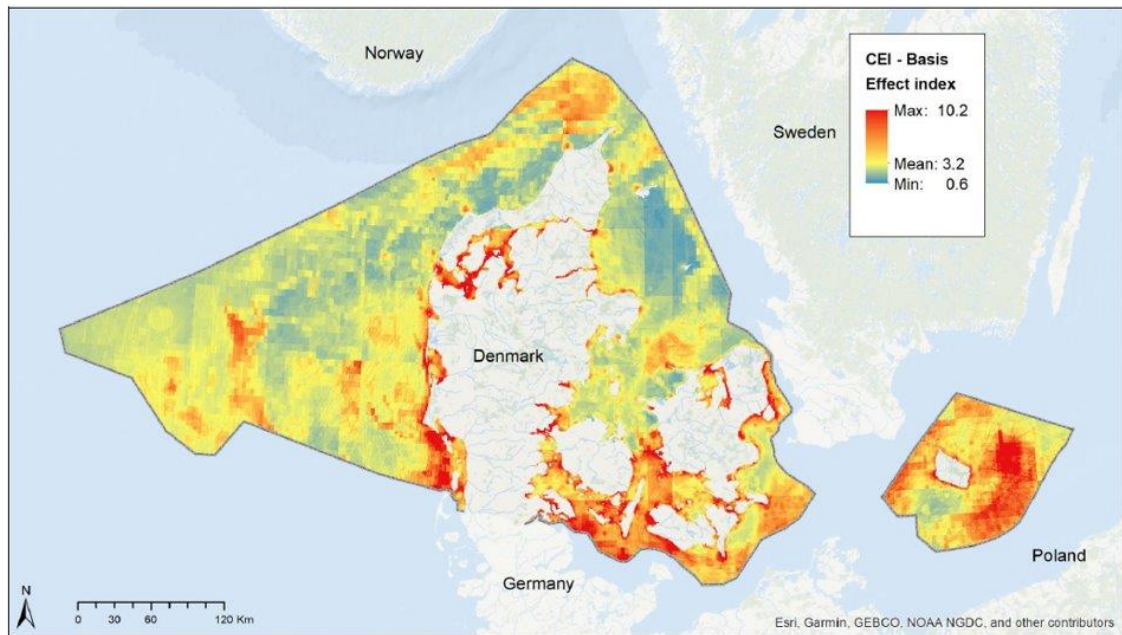 Norway
CEI - Basis
Effect index
Max: 10.2
Mean: 3.2
Min: 0.6
Sweden
Denmark
Poland
Germany
N
0 30 60 120 Km
Esri, Garmin, GEBCO, NOAA NGDC, and other contributors